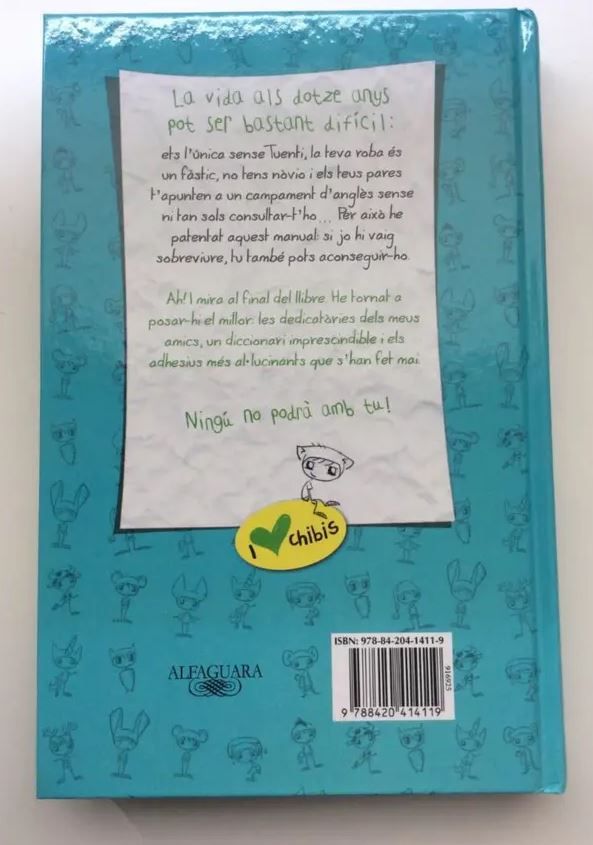 La vida als dotze anys
pot ser bastant difícil:
ets l'única sense Tuenti, la teva roba és
un fàstic, no tens nòvio i els teus pares
t'apunten a un campament d'anglès sense
ni tan sols consultar-t'ho... Per això he
patentat aquest manual: si jo hi vaig
sobreviure, tu també pots aconseguir-ho.
Ah! I mira al final del llibre. He tornat a
posar-hi el millor: les dedicatòries dels meus
amics, un diccionari imprescindible i els
adhesius més al·lucinants que s'han fet mai.
Ningú no podrà amb tu!
I chibis
ISBN: 978-84-204-1411-9
ALFAGUARA
916925
9 788420 414119